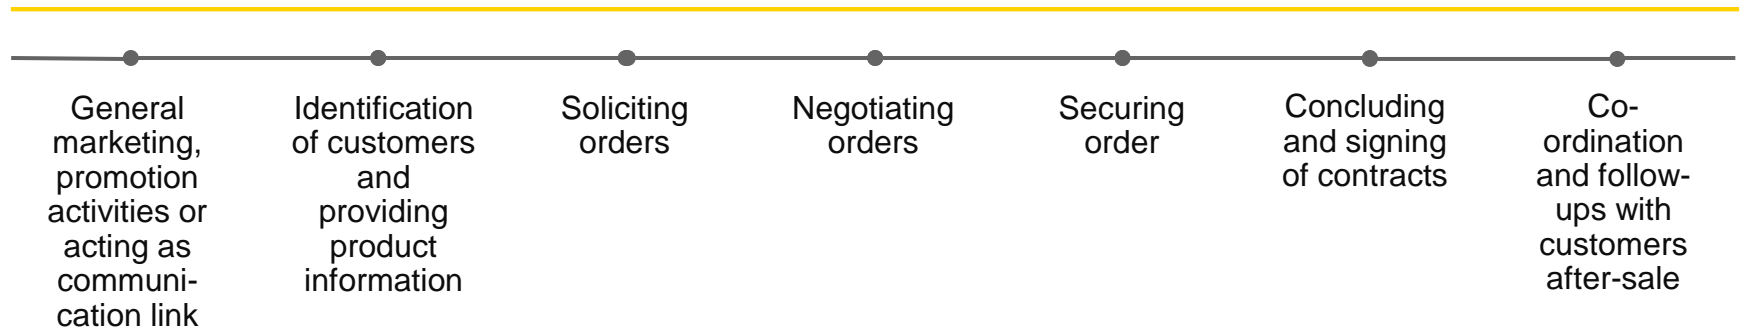 General
marketing,
promotion
activities or
acting as
communi-
cation link
Identification
of customers
and
providing
product
information
Soliciting
orders
Negotiating
orders
Securing
order
Concluding
and signing
of contracts
Co-
ordination
and follow-
ups with
customers
after-sale